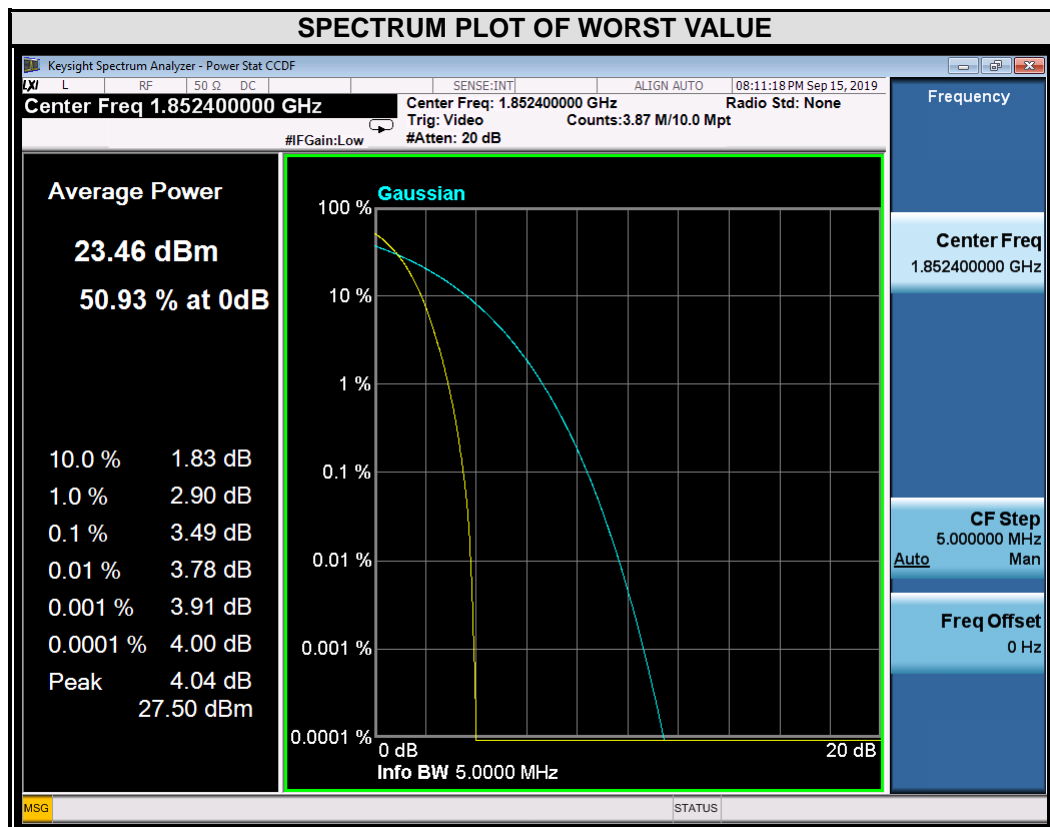 SPECTRUM PLOT OF WORST VALUE
Keysight Spectrum Analyzer - Power Stat CCDF
LXI L RF 50 Ω DC SENSE:INT ALIGN AUTO 08:11:18 PM Sep 15, 2019
Center Freq 1.852400000 GHz
#IFGain:Low
Center Freq: 1.852400000 GHz Radio Std: None
Trig: Video Counts:3.87 M/10.0 Mpt
#Atten: 20 dB
Average Power
23.46 dBm
50.93 % at 0dB
10.0 % 1.83 dB
1.0 % 2.90 dB
0.1 % 3.49 dB
0.01 % 3.78 dB
0.001 % 3.91 dB
0.0001 % 4.00 dB
Peak 4.04 dB
27.50 dBm
Gaussian
100 %
10 %
1 %
0.1 %
0.01 %
0.001 %
0.0001 %
0 dB 20 dB
Info BW 5.0000 MHz
Frequency
Center Freq
1.852400000 GHz
CF Step
5.000000 MHz
Auto Man
Freq Offset
0 Hz
MSG STATUS